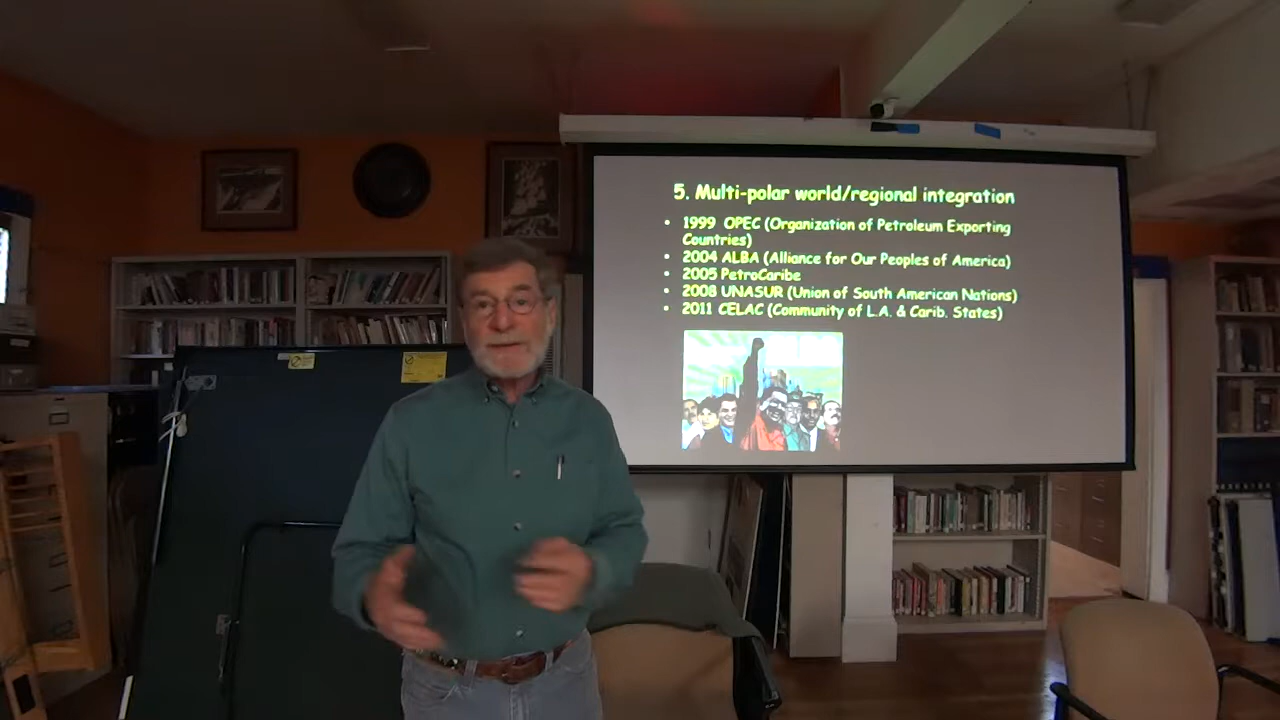 5. Multi-polar world/regional integration
• 1999 OPEC (Organization of Petroleum Exporting
Countries)
• 2004 ALBA (Alliance for Our Peoples of America)
• 2005 PetroCaribe
• 2008 UNASUR (Union of South American Nations)
• 2011 CELAC (Community of L.A. & Carib. States)